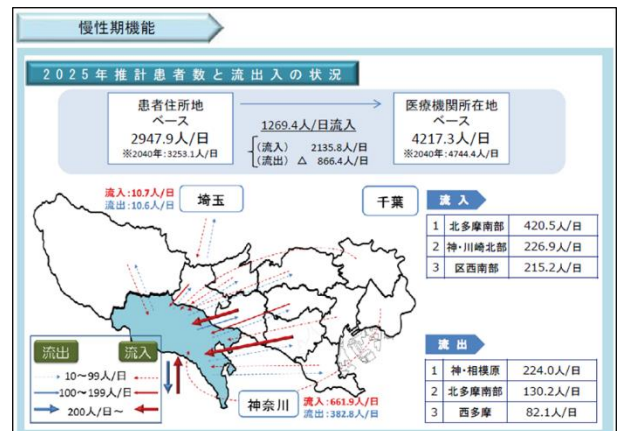 慢性期機能
2025年推計患者数と流出入の状況
患者住所地
ベース
2947.9人/日
※2040年:3253.1人/日
1269.4人/日流入
(流入) 2135.8人/日
(流出) △ 866.4人/日
医療機関所在地
ベース
4217.3人/日
※2040年:4744.4人/日
流入:10.7人/日
流出:10.6人/日
埼玉
千葉
流入
1 北多摩南部 420.5人/日
2 神・川崎北部 226.9人/日
3 区西南部 215.2人/日
流出 流入
10~99人/日
100~199人/日
200人/日~
神奈川
流入:661.9人/日
流出:382.8人/日
流出
1 神・相模原 224.0人/日
2 北多摩南部 130.2人/日
3 西多摩 82.1人/日